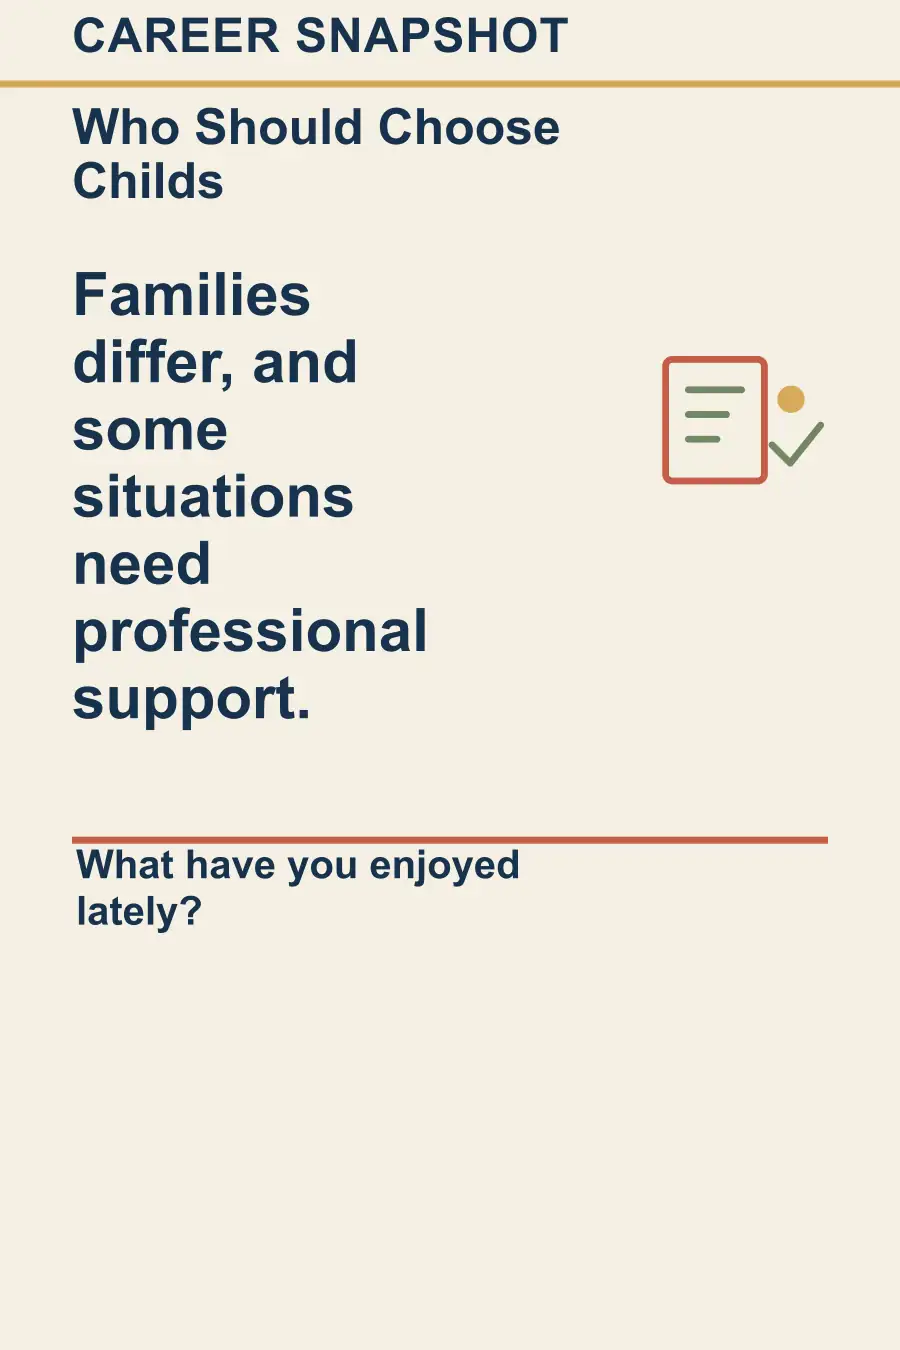 CAREER SNAPSHOT
Who Should Choose
Childs
Families
differ, and
some
situations
need
professional
support.
What have you enjoyed
lately?